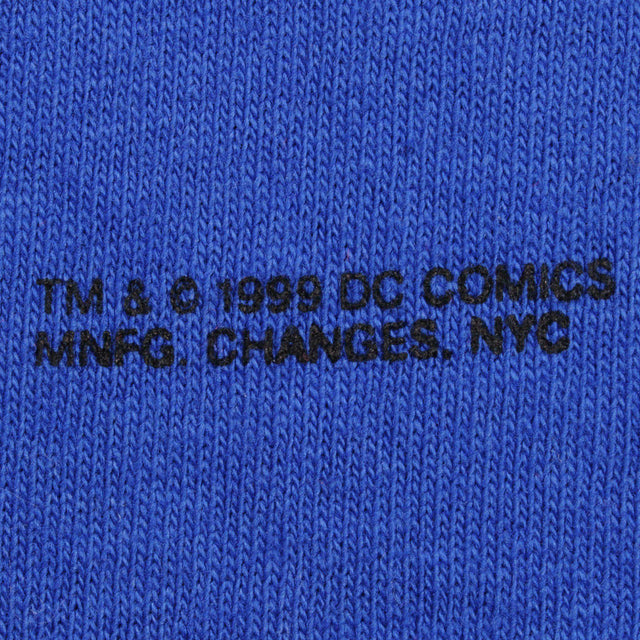 TM & © 1999 DC COMICS
MNFG. CHANGES. NYC